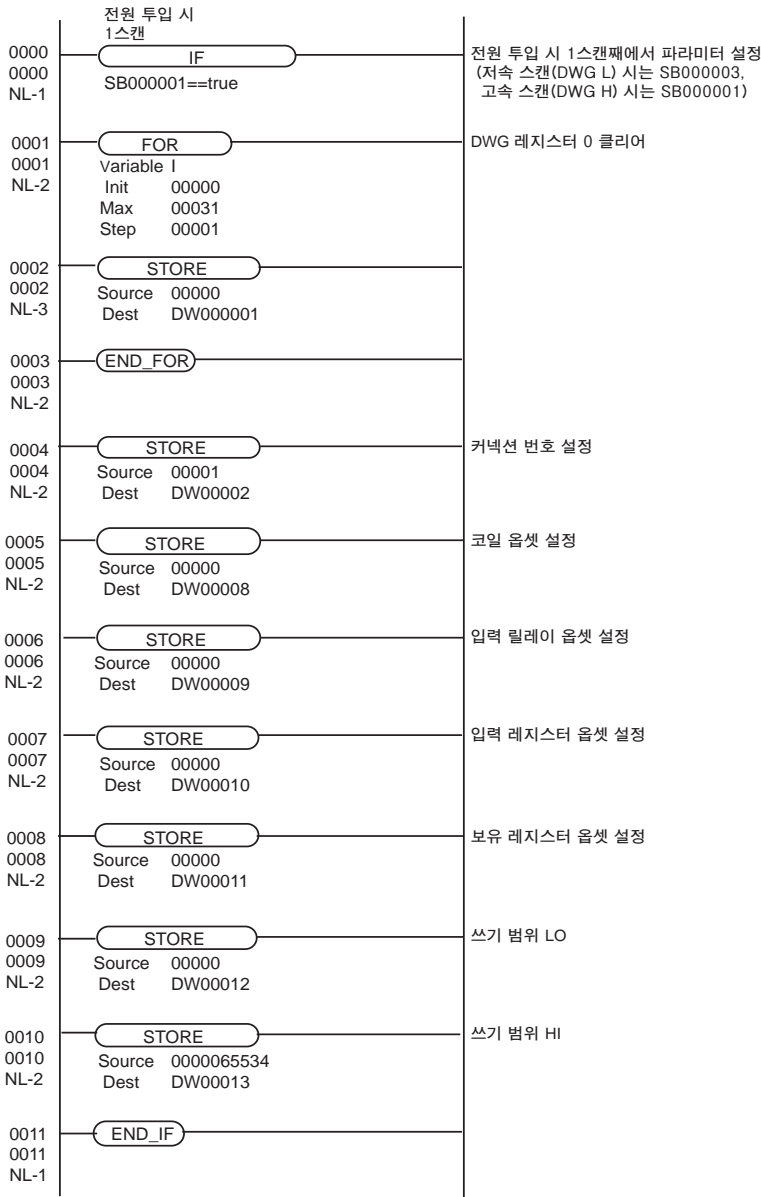 전원 투입 시
1스캔
0000
0000
NL-1
IF
SB000001==true
전원 투입 시 1스캔째에서 파라미터 설정
(저속 스캔(DWG L) 시는 SB000003,
고속 스캔(DWG H) 시는 SB000001)
0001
0001
NL-2
FOR
Variable I
Init 00000
Max 00031
Step 00001
DWG 레지스터 0 클리어
0002
0002
NL-3
STORE
Source 00000
Dest DW000001
0003
0003
NL-2
END_FOR
0004
0004
NL-2
STORE
Source 00001
Dest DW00002
커넥션 번호 설정
0005
0005
NL-2
STORE
Source 00000
Dest DW00008
코일 옵셋 설정
0006
0006
NL-2
STORE
Source 00000
Dest DW00009
입력 릴레이 옵셋 설정
0007
0007
NL-2
STORE
Source 00000
Dest DW00010
입력 레지스터 옵셋 설정
0008
0008
NL-2
STORE
Source 00000
Dest DW00011
보유 레지스터 옵셋 설정
0009
0009
NL-2
STORE
Source 00000
Dest DW00012
쓰기 범위 LO
0010
0010
NL-2
STORE
Source 0000065534
Dest DW00013
쓰기 범위 HI
0011
0011
NL-1
END_IF